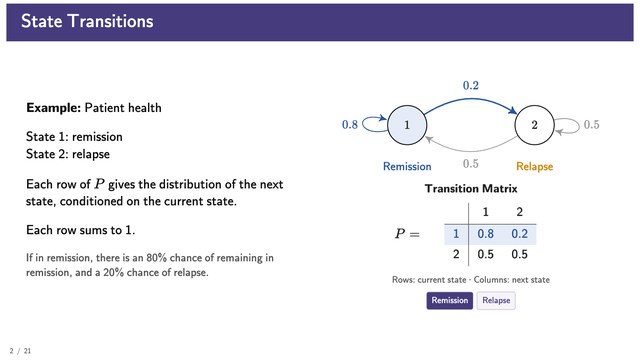 State Transitions
Example: Patient health
State 1: remission
State 2: relapse
Each row of P gives the distribution of the next
state, conditioned on the current state.
Each row sums to 1.
If in remission, there is an 80% chance of remaining in
remission, and a 20% chance of relapse.
0.2
0.8
1
2
0.5
0.5
Remission
Relapse
Transition Matrix
1 2
P =
1 0.8 0.2
2 0.5 0.5
Rows: current state · Columns: next state
Remission Relapse
2 / 21